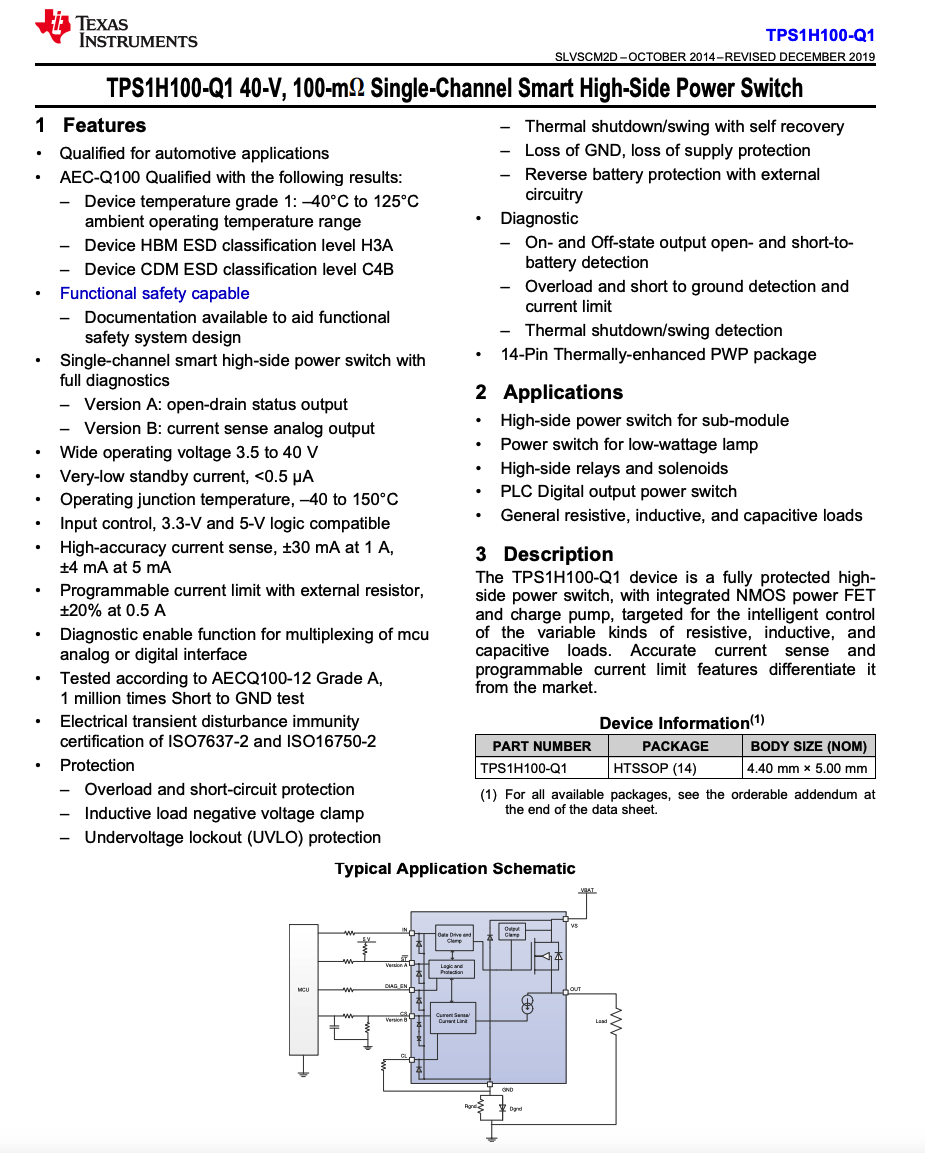 TEXAS
INSTRUMENTS
TPS1H100-Q1
SLVSCM2D – OCTOBER 2014 – REVISED DECEMBER 2019
TPS1H100-Q1 40-V, 100-mΩ Single-Channel Smart High-Side Power Switch
1 Features
• Qualified for automotive applications
• AEC-Q100 Qualified with the following results:
– Device temperature grade 1: –40°C to 125°C
ambient operating temperature range
– Device HBM ESD classification level H3A
– Device CDM ESD classification level C4B
• Functional safety capable
– Documentation available to aid functional
safety system design
• Single-channel smart high-side power switch with
full diagnostics
– Version A: open-drain status output
– Version B: current sense analog output
• Wide operating voltage 3.5 to 40 V
• Very-low standby current, <0.5 µA
• Operating junction temperature, –40 to 150°C
• Input control, 3.3-V and 5-V logic compatible
• High-accuracy current sense, ±30 mA at 1 A,
±4 mA at 5 mA
• Programmable current limit with external resistor,
±20% at 0.5 A
• Diagnostic enable function for multiplexing of mcu
analog or digital interface
• Tested according to AECQ100-12 Grade A,
1 million times Short to GND test
• Electrical transient disturbance immunity
certification of ISO7637-2 and ISO16750-2
• Protection
– Overload and short-circuit protection
– Inductive load negative voltage clamp
– Undervoltage lockout (UVLO) protection
– Thermal shutdown/swing with self recovery
– Loss of GND, loss of supply protection
– Reverse battery protection with external
circuitry
• Diagnostic
– On- and Off-state output open- and short-to-
battery detection
– Overload and short to ground detection and
current limit
– Thermal shutdown/swing detection
• 14-Pin Thermally-enhanced PWP package
2 Applications
• High-side power switch for sub-module
• Power switch for low-wattage lamp
• High-side relays and solenoids
• PLC Digital output power switch
• General resistive, inductive, and capacitive loads
3 Description
The TPS1H100-Q1 device is a fully protected high-
side power switch, with integrated NMOS power FET
and charge pump, targeted for the intelligent control
of the variable kinds of resistive, inductive, and
capacitive loads. Accurate current sense and
programmable current limit features differentiate it
from the market.
Device Information(1)
PART NUMBER PACKAGE BODY SIZE (NOM)
TPS1H100-Q1 HTSSOP (14) 4.40 mm × 5.00 mm
(1) For all available packages, see the orderable addendum at
the end of the data sheet.
Typical Application Schematic
VBAT
VS
IN
Gate Drive and
Clamp
Output
Clamp
5 V
ST
Version A
Logic and
Protection
MCU
DIAG_EN
OUT
CS
Version B
Current Sense/
Current Limit
Load
CL
GND
Rgnd
Dgnd